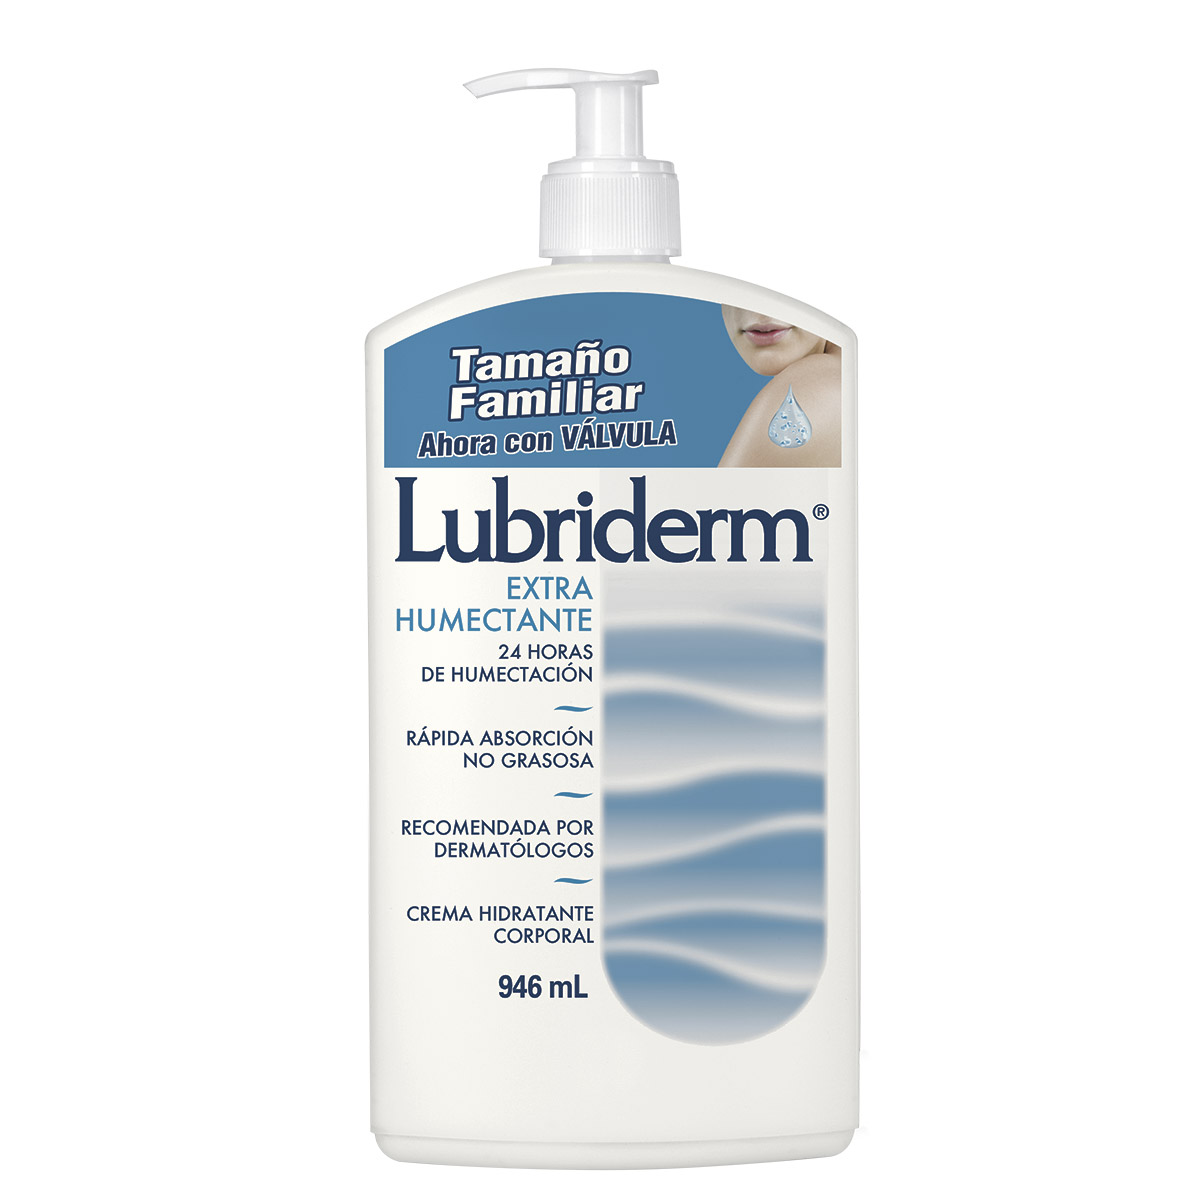 Tamaño
Familiar
Ahora con VÁLVULA
Lubriderm®
EXTRA
HUMECTANTE
24 HORAS
DE HUMECTACIÓN
RÁPIDA ABSORCIÓN
NO GRASOSA
RECOMENDADA POR
DERMATÓLOGOS
CREMA HIDRATANTE
CORPORAL
946 mL